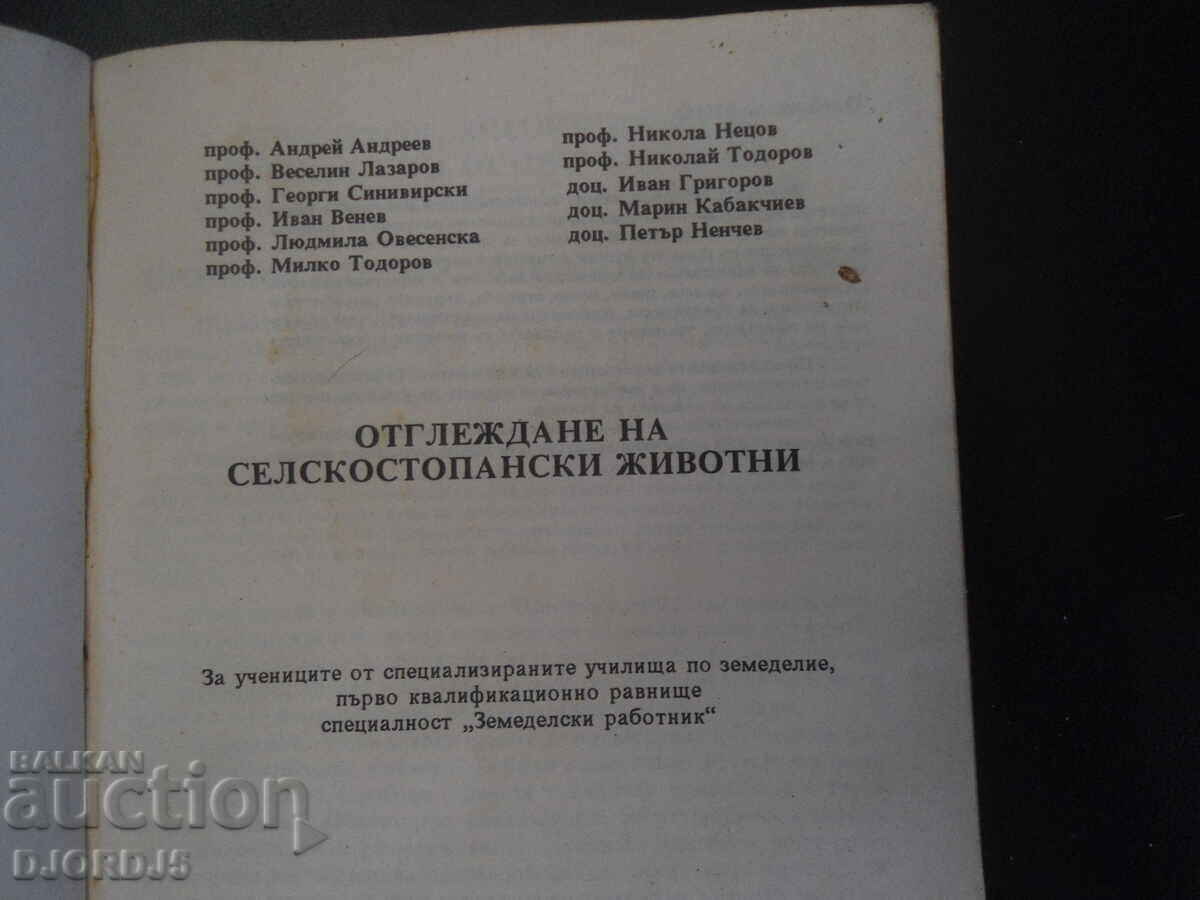 проф. Андрей Андреев
проф. Веселин Лазаров
проф. Георги Синивирски
проф. Иван Венев
проф. Людмила Овесенска
проф. Милко Тодоров
проф. Никола Нецов
проф. Николай Тодоров
доц. Иван Григоров
доц. Марин Кабакчиев
доц. Петър Ненчев
ОТГЛЕЖДАНЕ НА
СЕЛСКОСТОПАНСКИ ЖИВОТНИ
За учениците от специализираните училища по земеделие,
първо квалификационно равнище
специалност „Земеделски работник“
BALKAN
auction
DJORDJ5